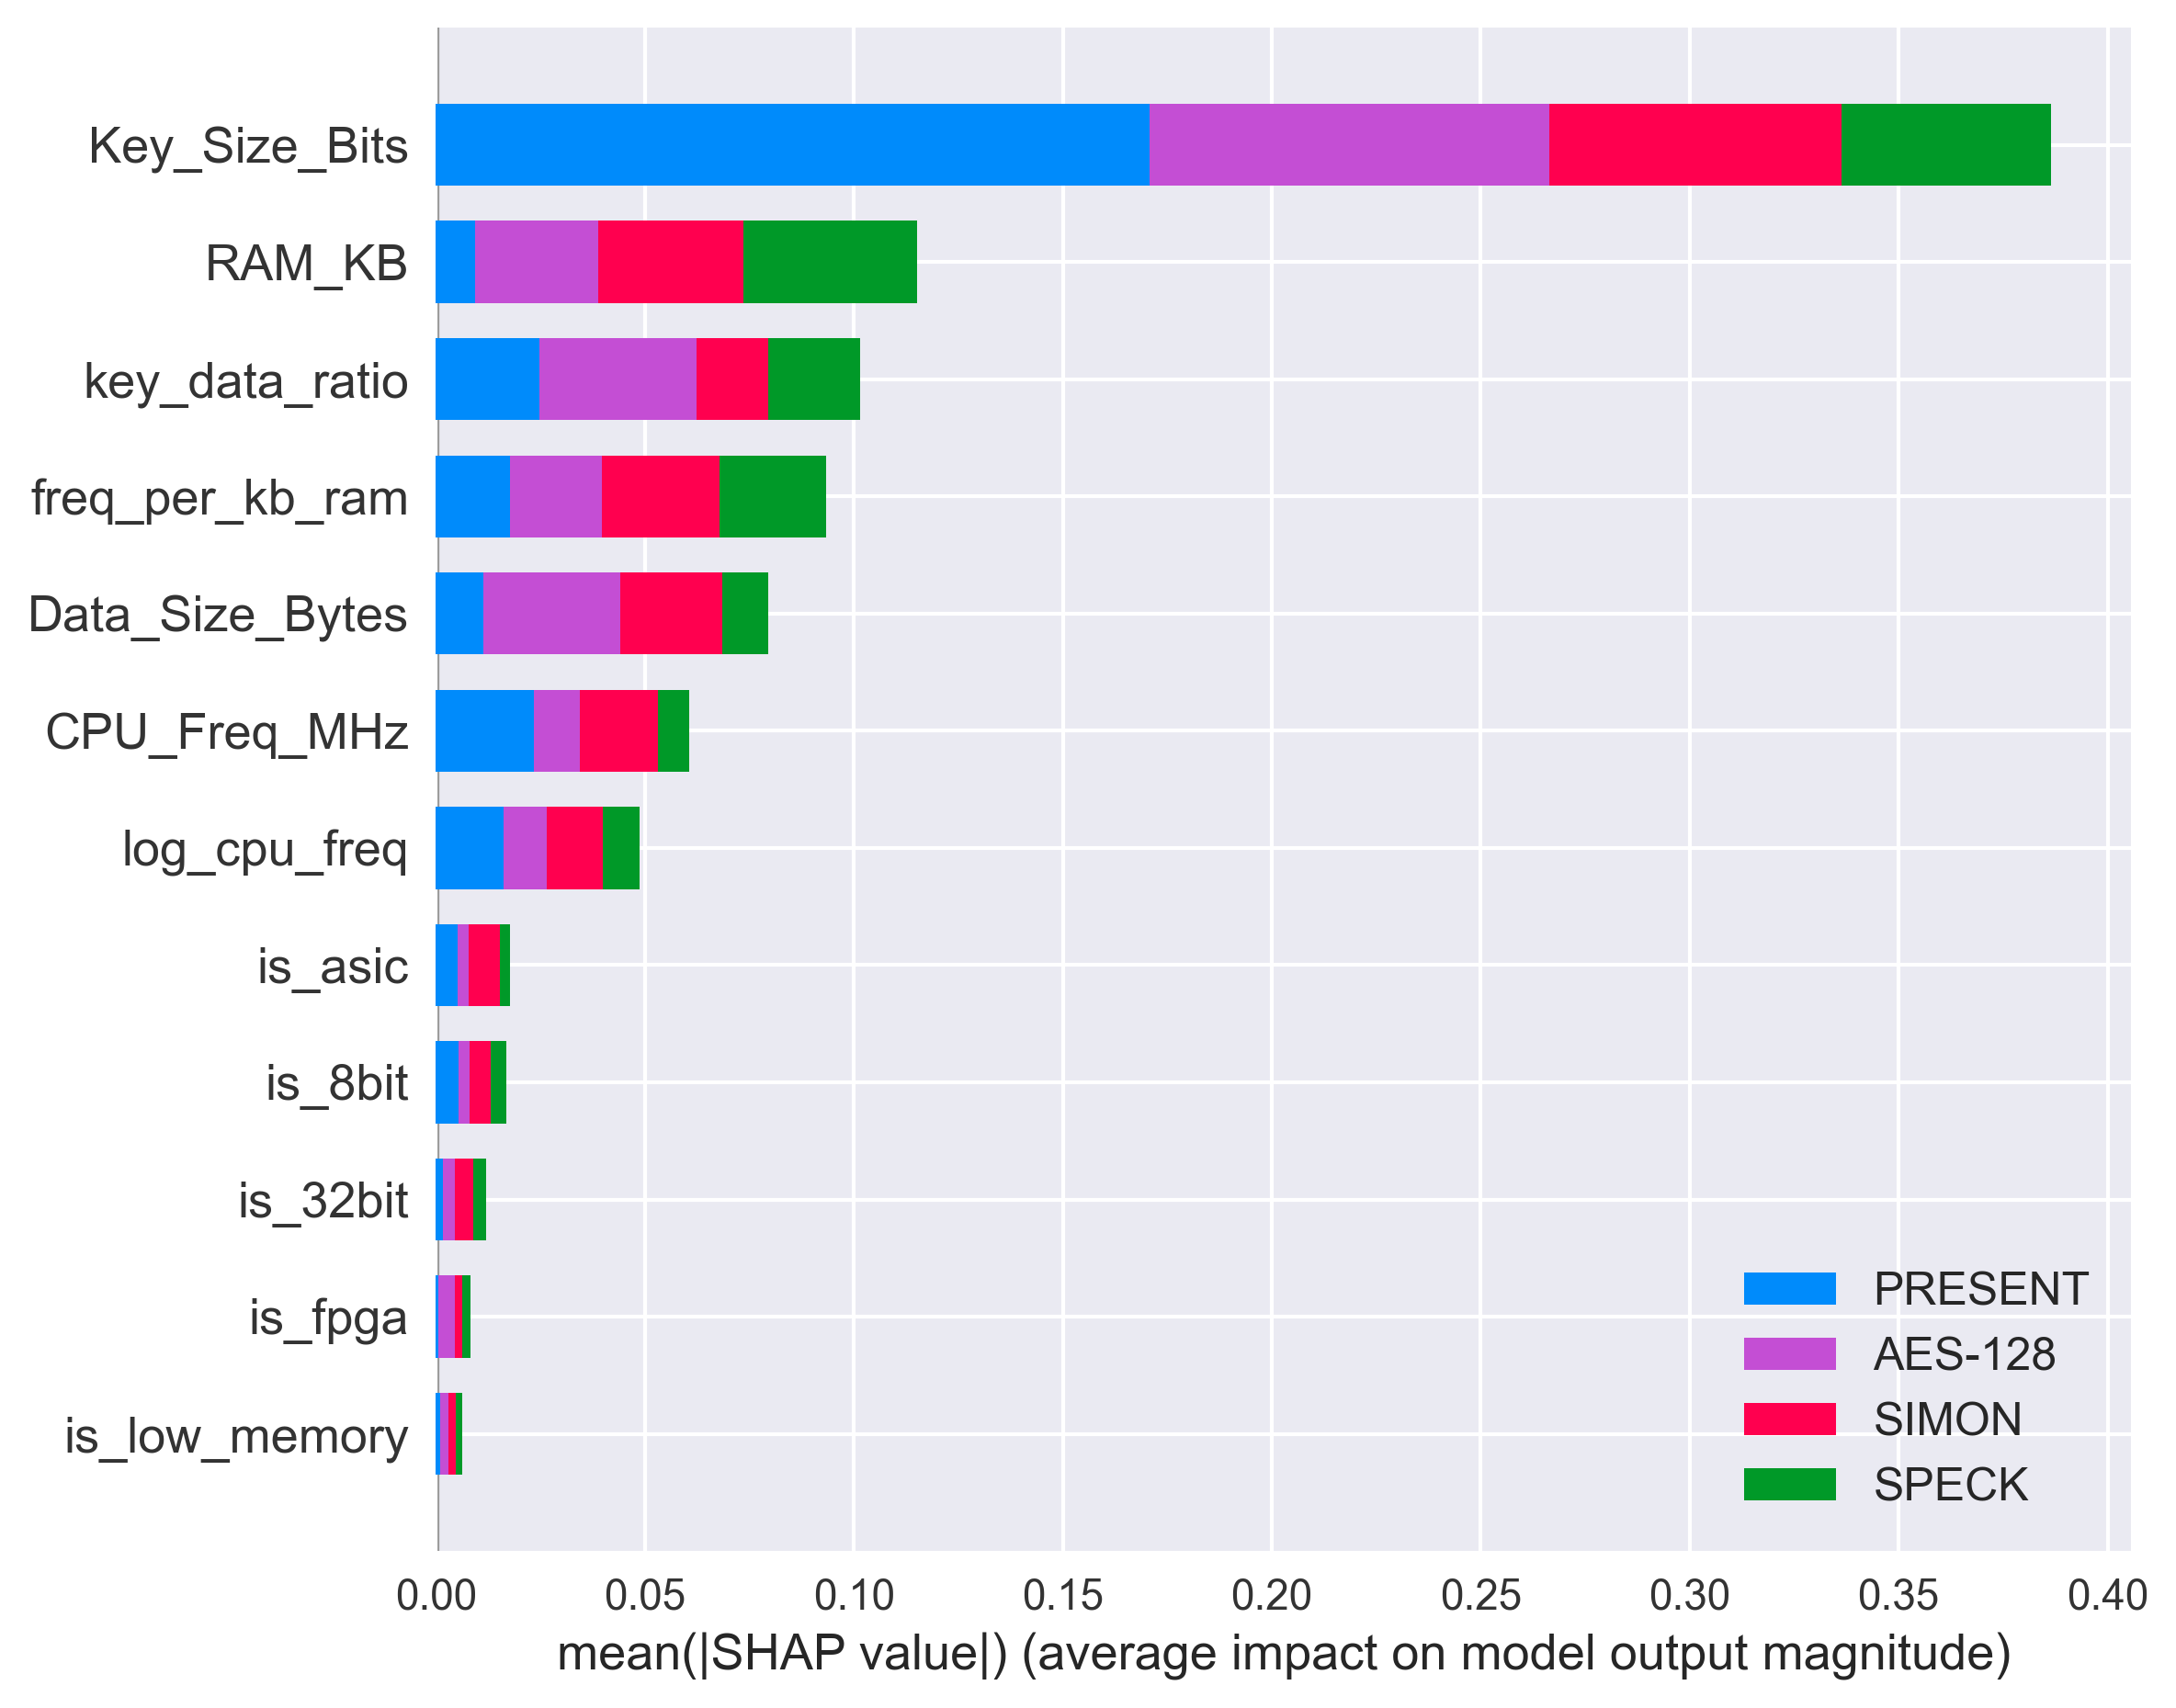 Key_Size_Bits
RAM_KB
key_data_ratio
freq_per_kb_ram
Data_Size_Bytes
CPU_Freq_MHz
log_cpu_freq
is_asic
is_8bit
is_32bit
is_fpga
is_low_memory
PRESENT
AES-128
SIMON
SPECK
0.00 0.05 0.10 0.15 0.20 0.25 0.30 0.35 0.40
mean(|SHAP value|) (average impact on model output magnitude)